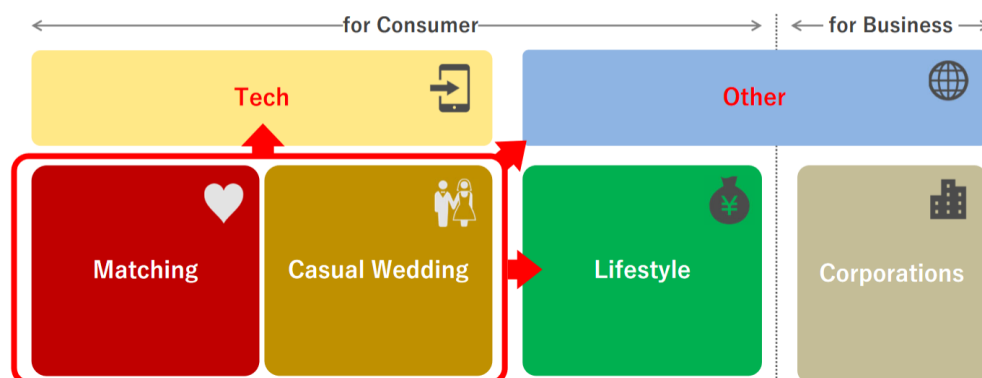 for Consumer
for Business
Tech
Other
Matching
Casual Wedding
¥
Lifestyle
Corporations